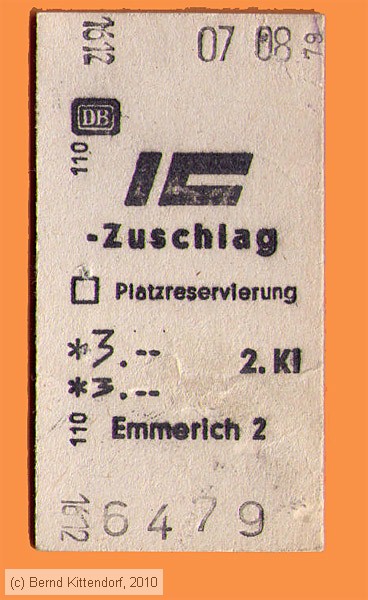 1612
07 08 79
DB
110
IC
-Zuschlag
Platzreservierung
*3.--
2. Kl
*3.--
110
Emmerich 2
1612
6479
(c) Bernd Kittendorf, 2010